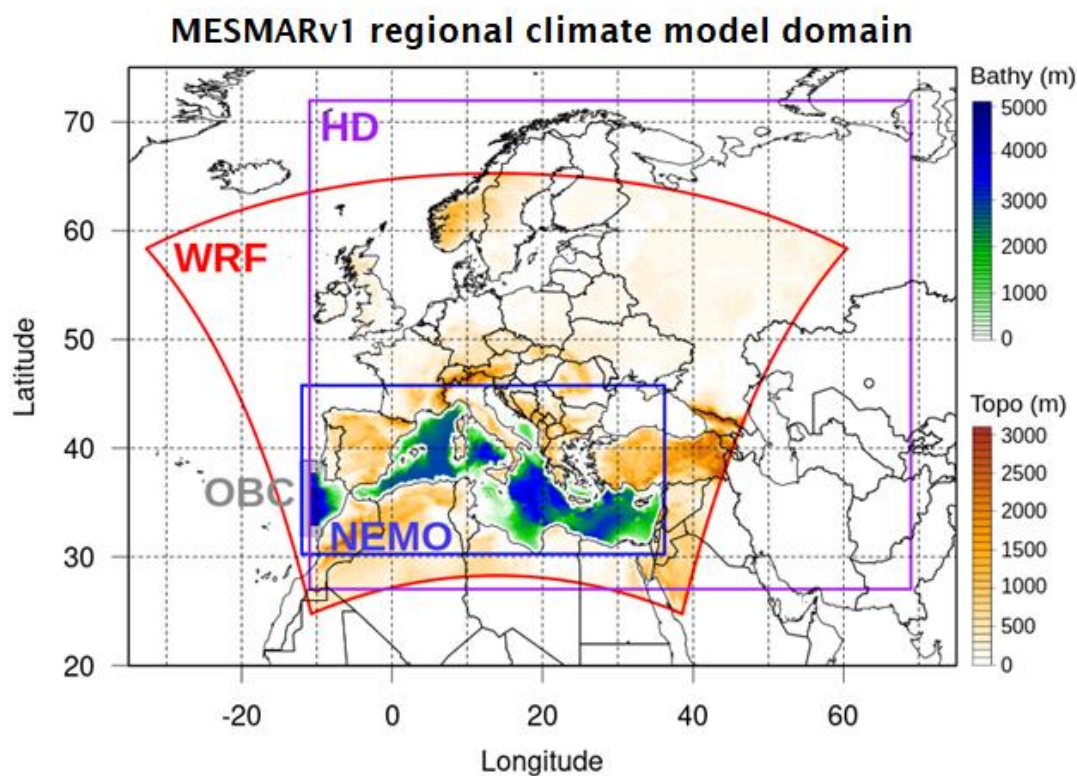 MESMARv1 regional climate model domain
Bathy (m)
5000
4000
3000
2000
1000
0
Topo (m)
3000
2500
2000
1500
1000
500
0
HD
WRF
OBC
NEMO
Latitude
70
60
50
40
30
20
-20 0 20 40 60
Longitude